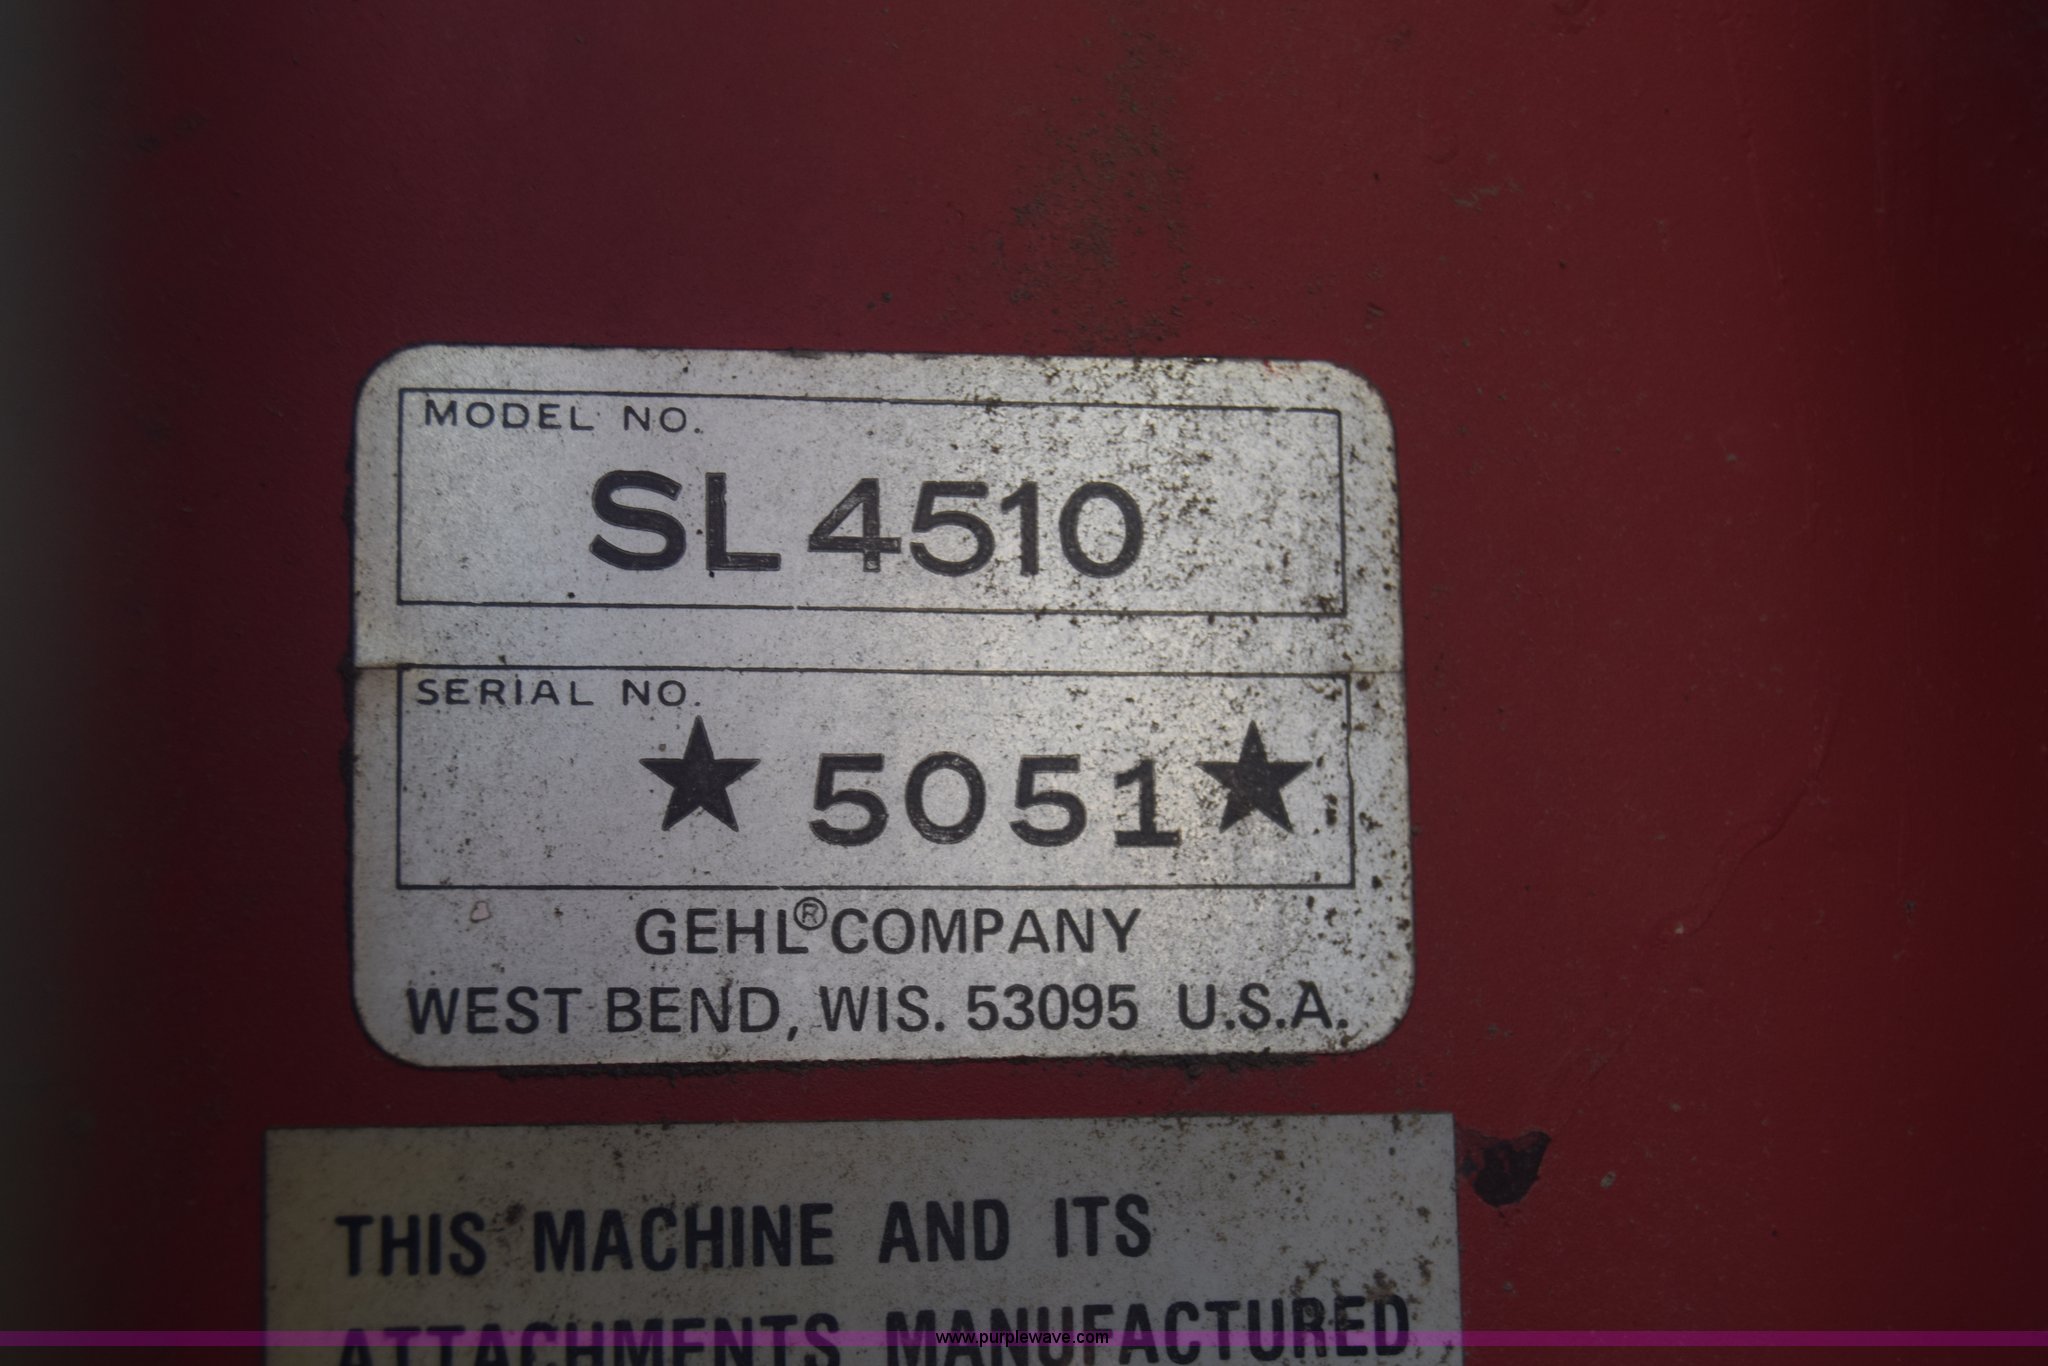 MODEL NO.
SL 4510
SERIAL NO.
★ 5051 ★
GEHL® COMPANY
WEST BEND, WIS. 53095 U.S.A.
THIS MACHINE AND ITS
ATTACHMENTS MANUFACTURED
www.purplewave.com